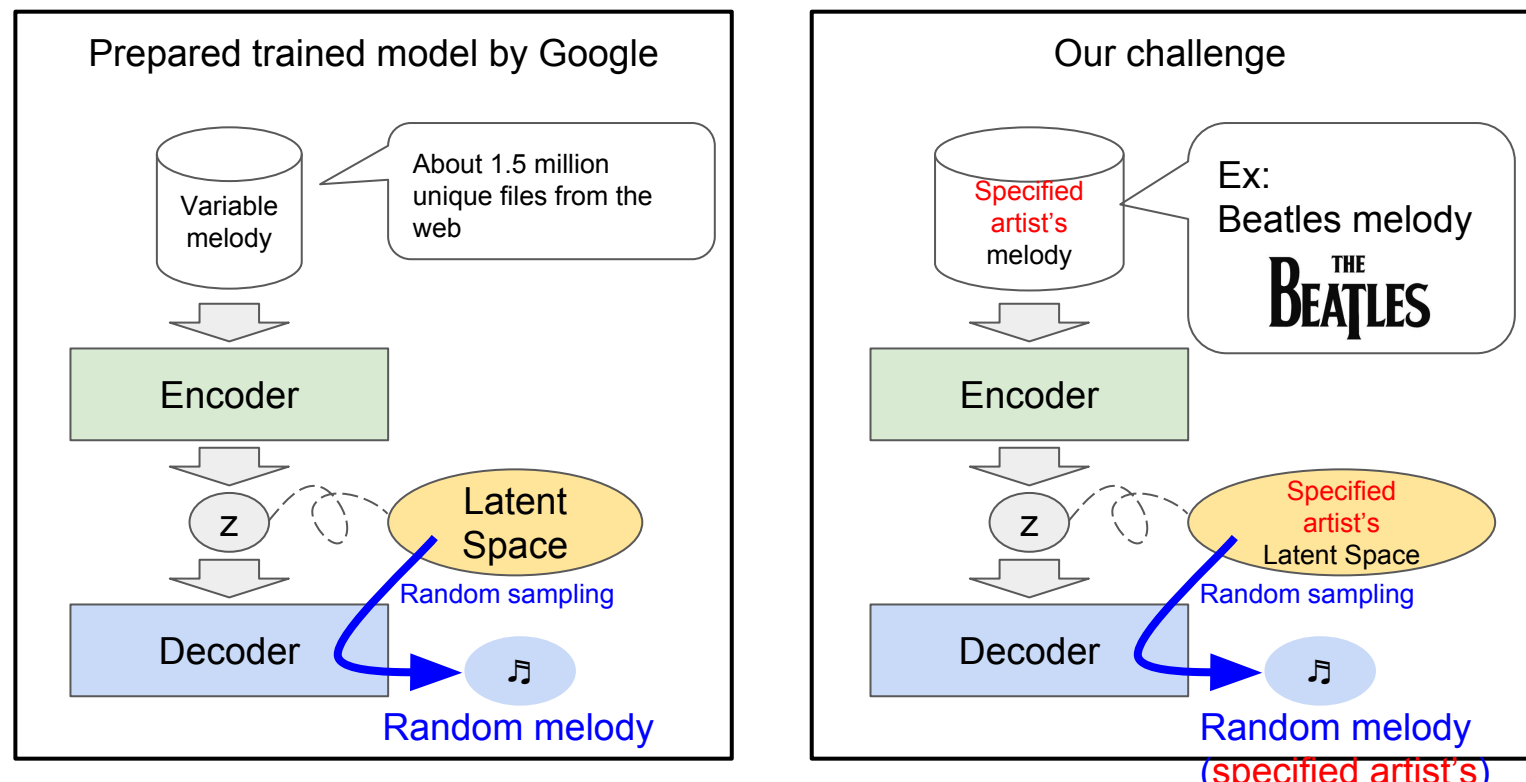 Prepared trained model by Google
Variable
melody
About 1.5 million
unique files from the
web
Encoder
z
Latent
Space
Random sampling
Decoder
♬
Random melody
Our challenge
Specified
artist's
melody
Ex:
Beatles melody
THE
BEATLES
Encoder
z
Specified
artist's
Latent Space
Random sampling
Decoder
♬
Random melody
(specified artist's)